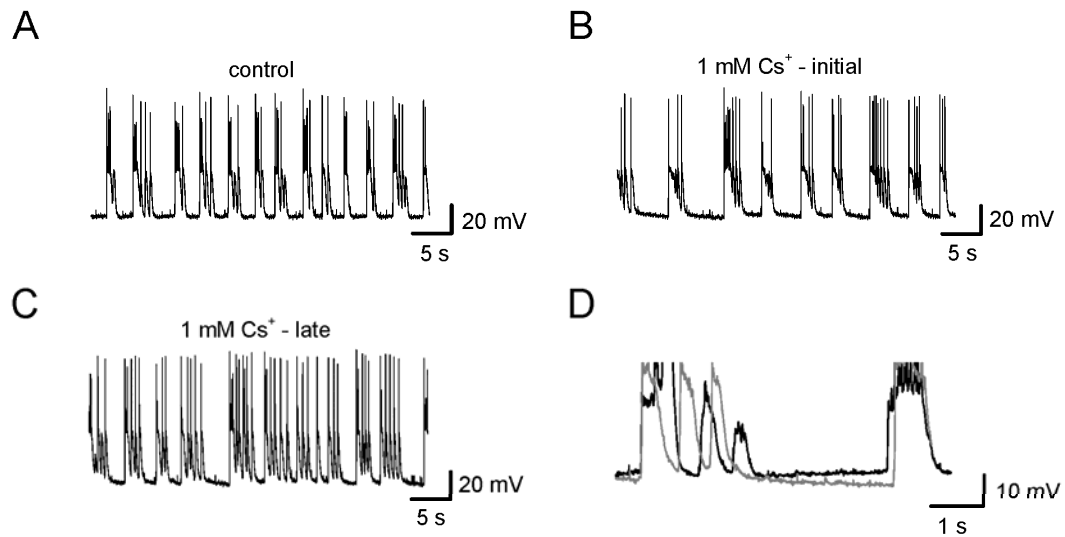 A
B
control
1 mM Cs⁺ - initial
20 mV
5 s
20 mV
5 s
C
D
1 mM Cs⁺ - late
20 mV
5 s
10 mV
1 s